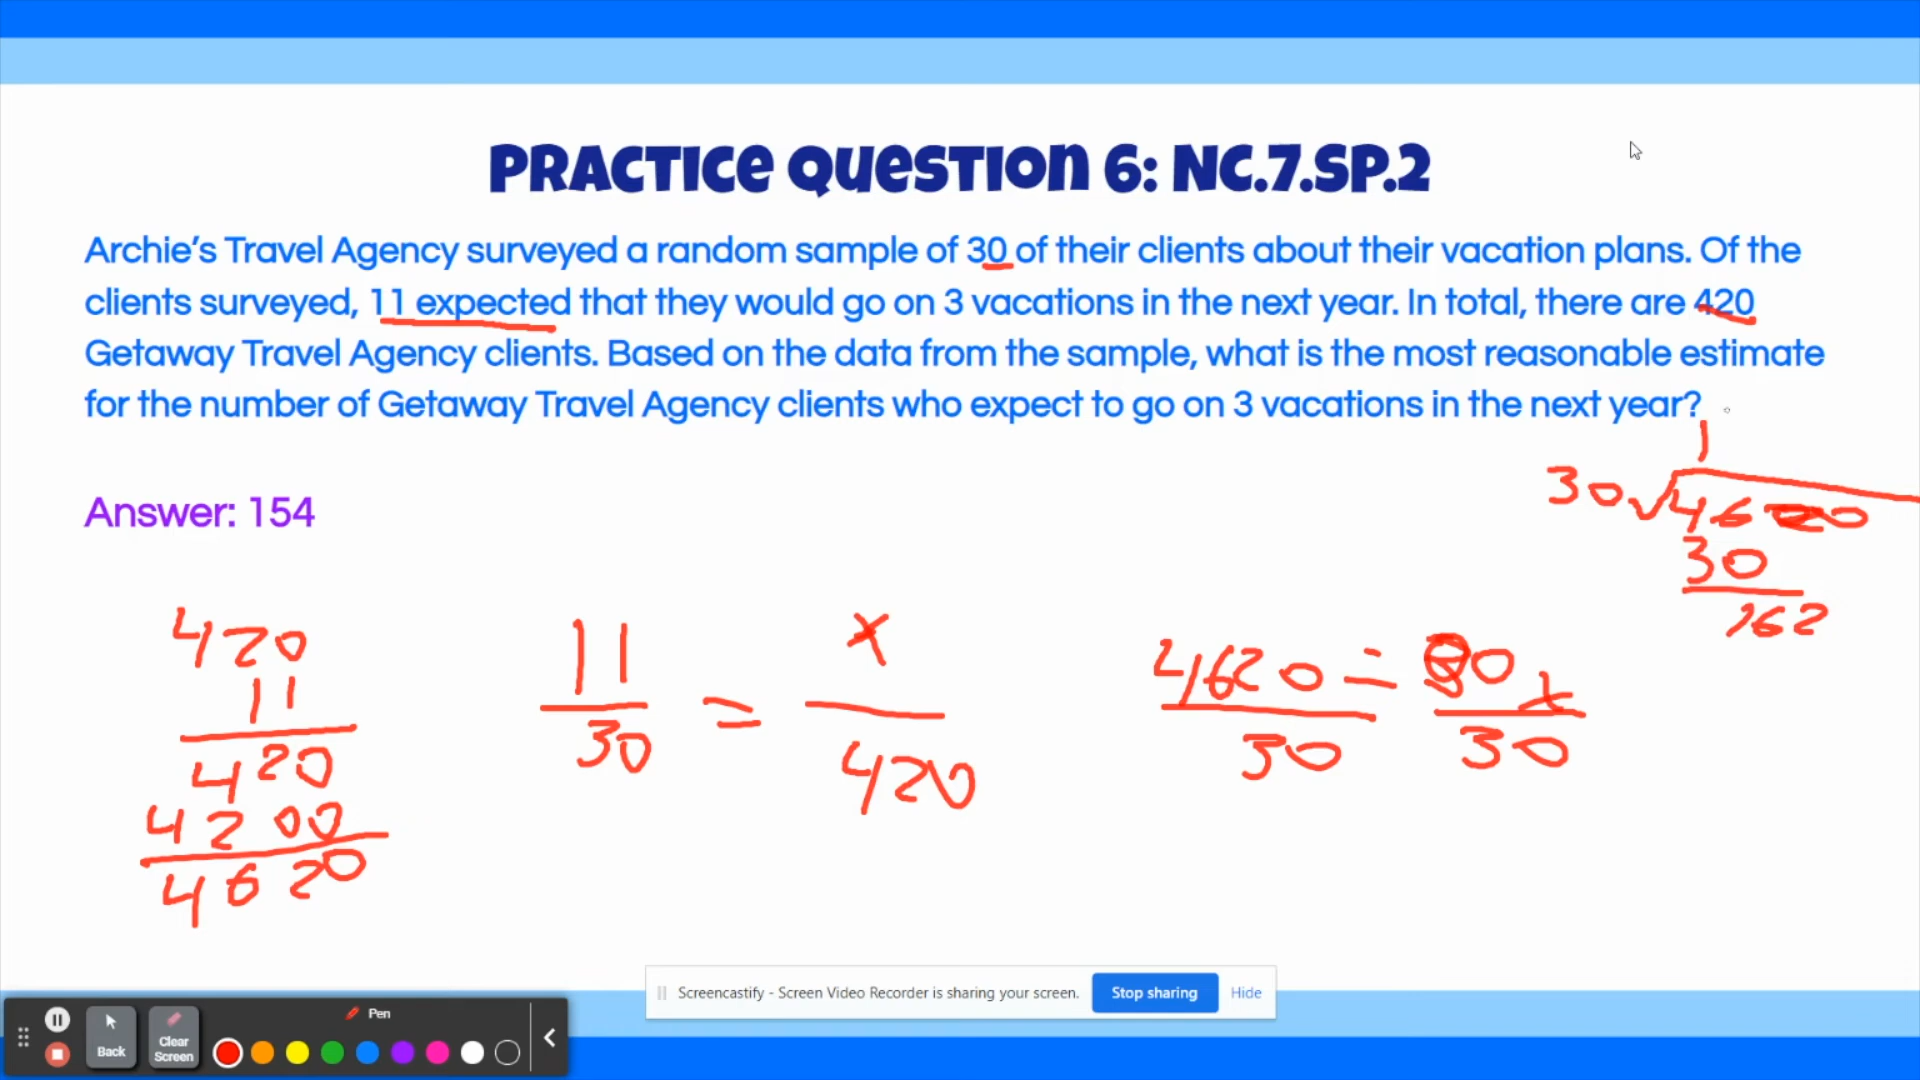 PRACTICE QUESTION 6: NC.7.SP.2
Archie's Travel Agency surveyed a random sample of 30 of their clients about their vacation plans. Of the
clients surveyed, 11 expected that they would go on 3 vacations in the next year. In total, there are 420
Getaway Travel Agency clients. Based on the data from the sample, what is the most reasonable estimate
for the number of Getaway Travel Agency clients who expect to go on 3 vacations in the next year?
Answer: 154
1
30 4620
30
162
420
11
420
4200
4620
11 = x
30 420
4620 = 30x
30 30
Screencastify - Screen Video Recorder is sharing your screen. Stop sharing Hide
Pen
Back
Clear
Screen